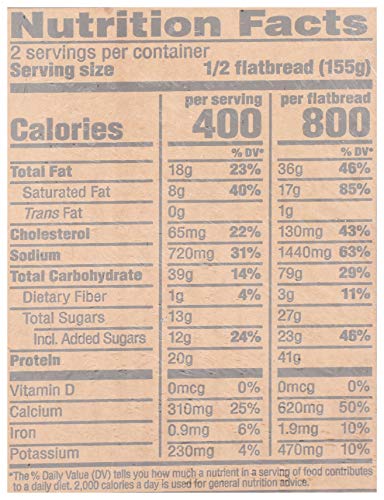 Nutrition Facts
2 servings per container
Serving size 1/2 flatbread (155g)
per serving per flatbread
Calories 400 800
% DV* % DV*
Total Fat 18g 23% 36g 46%
Saturated Fat 8g 40% 17g 85%
Trans Fat 0g 1g
Cholesterol 65mg 22% 130mg 43%
Sodium 720mg 31% 1440mg 63%
Total Carbohydrate 39g 14% 79g 29%
Dietary Fiber 1g 4% 3g 11%
Total Sugars 13g 27g
Incl. Added Sugars 12g 24% 23g 46%
Protein 20g 41g
Vitamin D 0mcg 0% 0mcg 0%
Calcium 310mg 25% 620mg 50%
Iron 0.9mg 6% 1.9mg 10%
Potassium 230mg 4% 470mg 10%
*The % Daily Value (DV) tells you how much a nutrient in a serving of food contributes
to a daily diet. 2,000 calories a day is used for general nutrition advice.